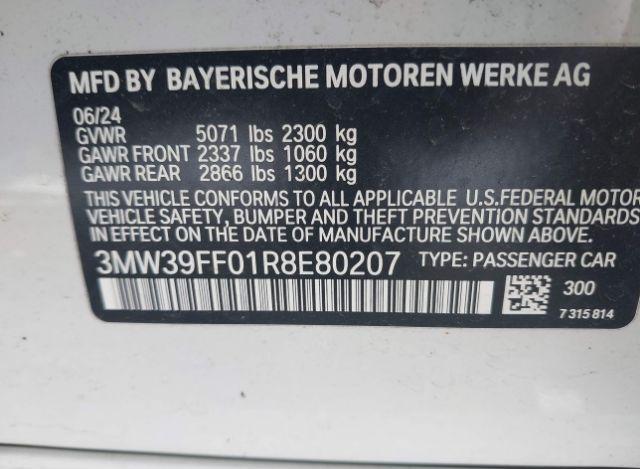 MFD BY BAYERISCHE MOTOREN WERKE AG
06/24
GVWR 5071 lbs 2300 kg
GAWR FRONT 2337 lbs 1060 kg
GAWR REAR 2866 lbs 1300 kg
THIS VEHICLE CONFORMS TO ALL APPLICABLE U.S.FEDERAL MOTOR
VEHICLE SAFETY, BUMPER AND THEFT PREVENTION STANDARDS
IN EFFECT ON THE DATE OF MANUFACTURE SHOWN ABOVE.
3MW39FF01R8E80207 TYPE: PASSENGER CAR
300
7 315 814